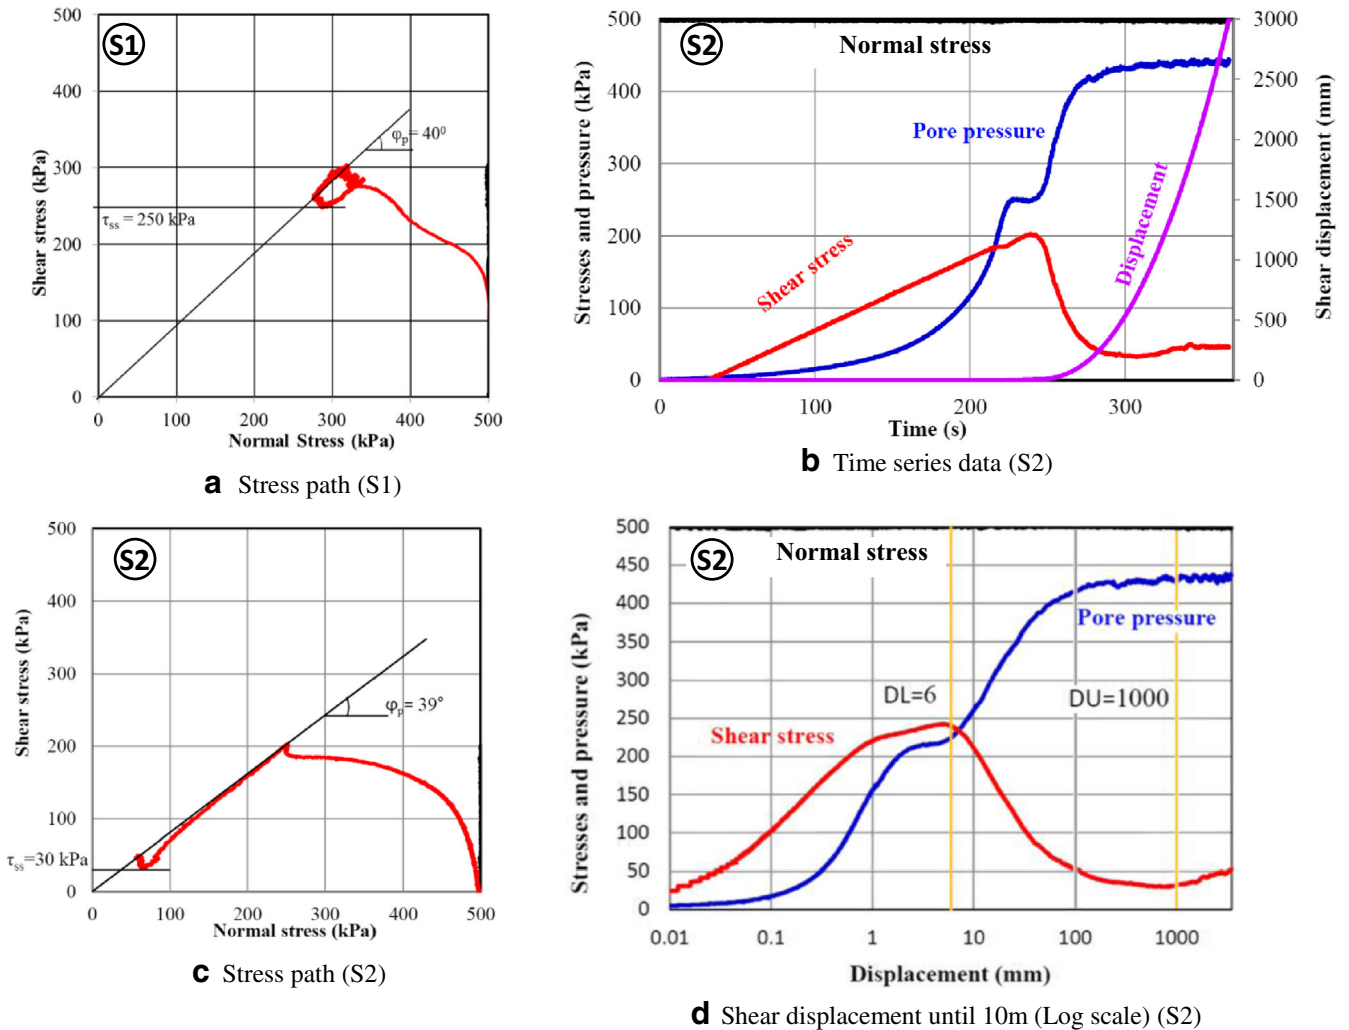 S1
500
400
300
200
100
0
Shear stress (kPa)
φp= 40⁰
τss = 250 kPa
0 100 200 300 400 500
Normal Stress (kPa)
a Stress path (S1)
S2
Normal stress
500
400
300
200
100
0
Stresses and pressure (kPa)
Pore pressure
Shear stress
Displacement
3000
2500
2000
1500
1000
500
0
Shear displacement (mm)
0 100 200 300
Time (s)
b Time series data (S2)
S2
500
400
300
200
100
0
Shear stress (kPa)
φp= 39°
τss=30 kPa
0 100 200 300 400 500
Normal stress (kPa)
c Stress path (S2)
S2
Normal stress
500
450
400
350
300
250
200
150
100
50
0
Stresses and pressure (kPa)
Pore pressure
DL=6
DU=1000
Shear stress
0.01 0.1 1 10 100 1000
Displacement (mm)
d Shear displacement until 10m (Log scale) (S2)